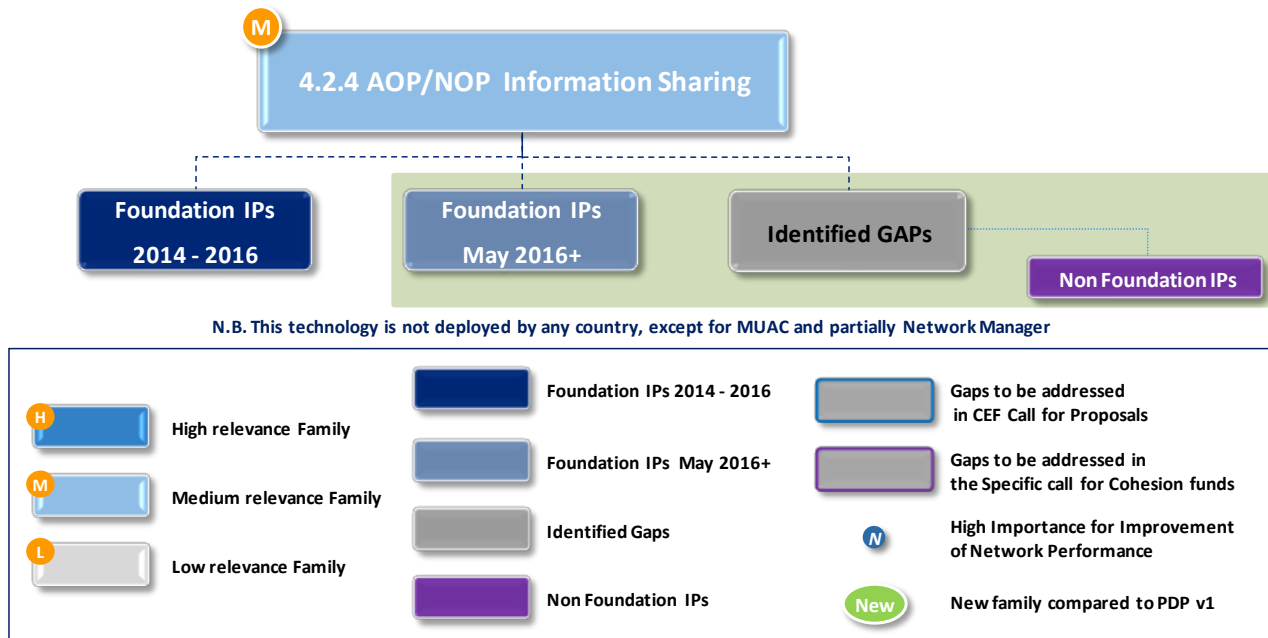 M
4.2.4 AOP/NOP Information Sharing
Foundation IPs
2014 - 2016
Foundation IPs
May 2016+
Identified GAPs
Non Foundation IPs
N.B. This technology is not deployed by any country, except for MUAC and partially Network Manager
H
High relevance Family
M
Medium relevance Family
L
Low relevance Family
Foundation IPs 2014 - 2016
Foundation IPs May 2016+
Identified Gaps
Non Foundation IPs
Gaps to be addressed
in CEF Call for Proposals
Gaps to be addressed in
the Specific call for Cohesion funds
N
High Importance for Improvement
of Network Performance
New
New family compared to PDP v1